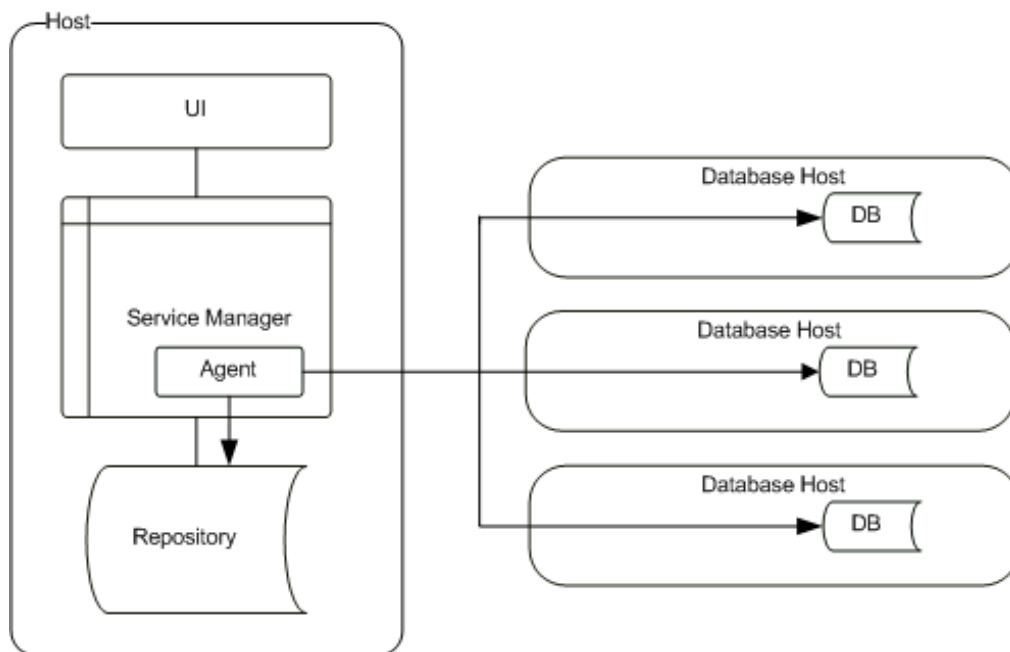 Host
UI
Service Manager
Agent
Repository
Database Host
DB
Database Host
DB
Database Host
DB